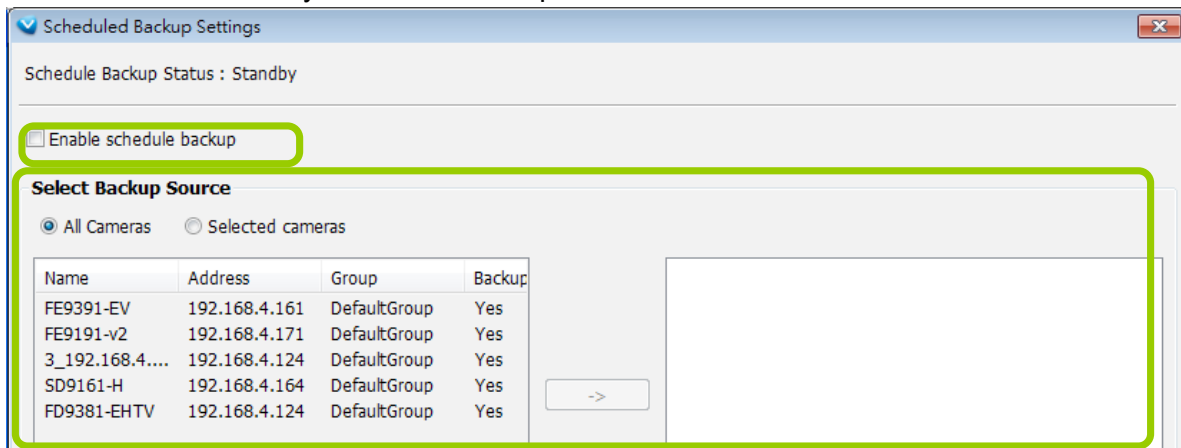 Scheduled Backup Settings
Schedule Backup Status : Standby
Enable schedule backup
Select Backup Source
All Cameras Selected cameras
Name Address Group Backup
FE9391-EV 192.168.4.161 DefaultGroup Yes
FE9191-v2 192.168.4.171 DefaultGroup Yes
3_192.168.4.... 192.168.4.124 DefaultGroup Yes
SD9161-H 192.168.4.164 DefaultGroup Yes
->
FD9381-EHTV 192.168.4.124 DefaultGroup Yes